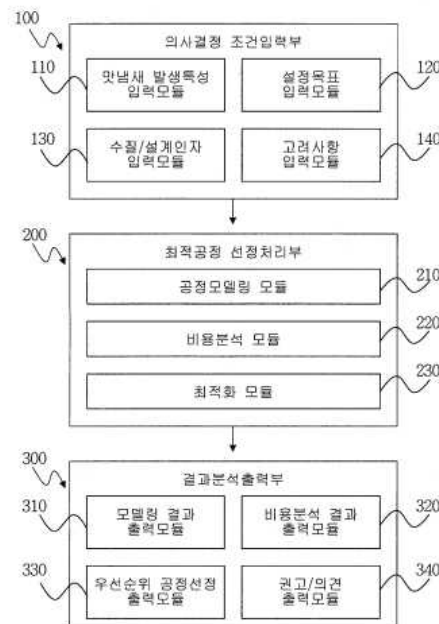 100
의사결정 조건입력부
110
맛냄새 발생특성
입력모듈
120
설정목표
입력모듈
130
수질/설계인자
입력모듈
140
고려사항
입력모듈
200
최적공정 선정처리부
210
공정모델링 모듈
220
비용분석 모듈
230
최적화 모듈
300
결과분석출력부
310
모델링 결과
출력모듈
320
비용분석 결과
출력모듈
330
우선순위 공정선정
출력모듈
340
권고/의견
출력모듈